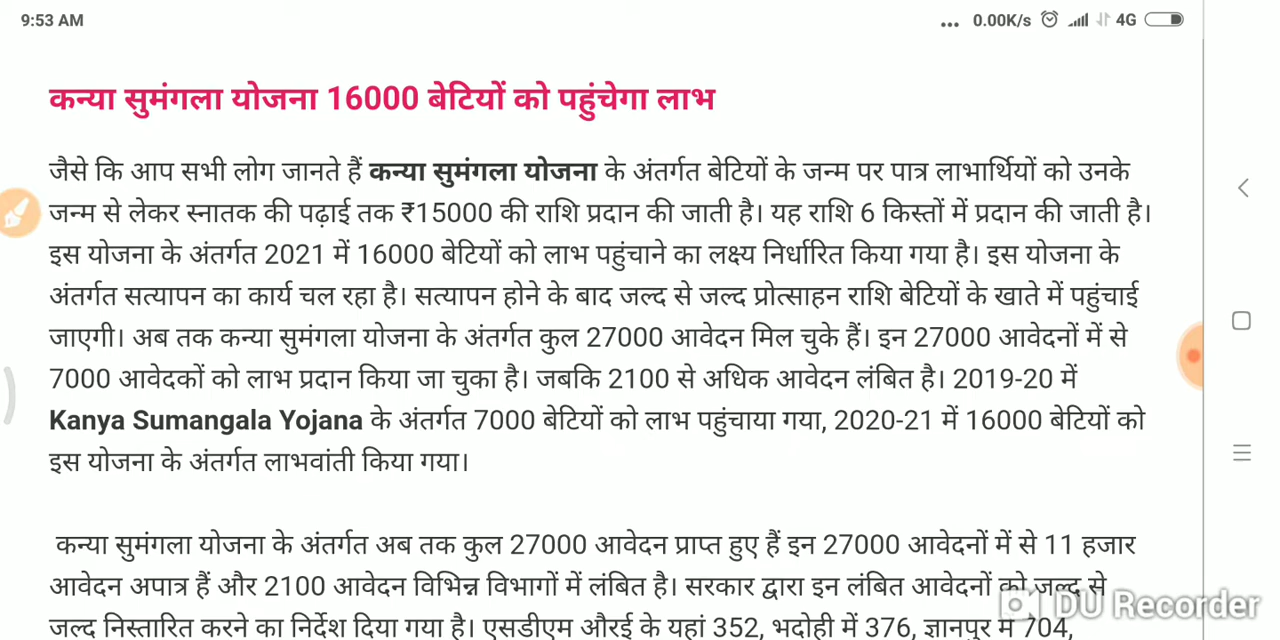 9:53 AM
... 0.00K/s 4G
कन्या सुमंगला योजना 16000 बेटियों को पहुंचेगा लाभ
जैसे कि आप सभी लोग जानते हैं कन्या सुमंगला योजना के अंतर्गत बेटियों के जन्म पर पात्र लाभार्थियों को उनके
जन्म से लेकर स्नातक की पढ़ाई तक ₹15000 की राशि प्रदान की जाती है। यह राशि 6 किस्तों में प्रदान की जाती है।
इस योजना के अंतर्गत 2021 में 16000 बेटियों को लाभ पहुंचाने का लक्ष्य निर्धारित किया गया है। इस योजना के
अंतर्गत सत्यापन का कार्य चल रहा है। सत्यापन होने के बाद जल्द से जल्द प्रोत्साहन राशि बेटियों के खाते में पहुंचाई
जाएगी। अब तक कन्या सुमंगला योजना के अंतर्गत कुल 27000 आवेदन मिल चुके हैं। इन 27000 आवेदनों में से
7000 आवेदकों को लाभ प्रदान किया जा चुका है। जबकि 2100 से अधिक आवेदन लंबित है। 2019-20 में
Kanya Sumangala Yojana के अंतर्गत 7000 बेटियों को लाभ पहुंचाया गया, 2020-21 में 16000 बेटियों को
इस योजना के अंतर्गत लाभवांती किया गया।
कन्या सुमंगला योजना के अंतर्गत अब तक कुल 27000 आवेदन प्राप्त हुए हैं इन 27000 आवेदनों में से 11 हजार
आवेदन अपात्र हैं और 2100 आवेदन विभिन्न विभागों में लंबित है। सरकार द्वारा इन लंबित आवेदनों को जल्द से
जल्द निस्तारित करने का निर्देश दिया गया है। एसडीएम औरई के यहां 352, भदोही में 376, ज्ञानपुर में 704,
DU Recorder